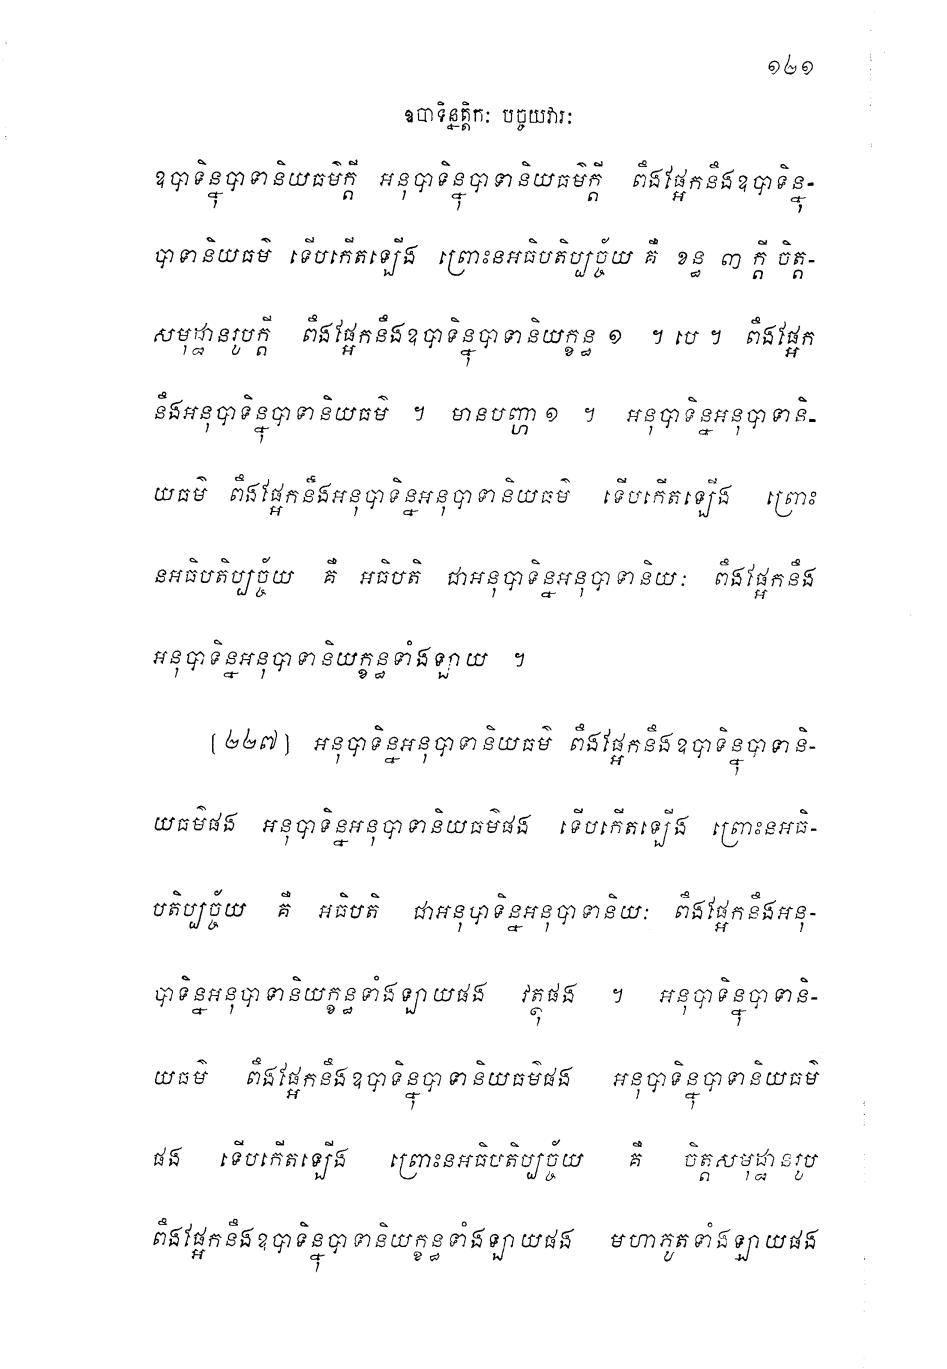 ១២១
ឧបាទិន្នត្តិកៈ បច្ចយវារៈ
ឧបាទិន្នុបាទានិយធម៌ក្តី អនុបាទិន្នុបាទានិយធម៌ក្តី ពឹងផ្អែកនឹងឧបាទិន្នុ-
បាទានិយធម៌ ទើបកើតឡើង ព្រោះនអធិបតិប្បច្ច័យ គឺ ខន្ធ ៣ ក្តី ចិត្ត-
សមុដ្ឋានរូបក្តី ពឹងផ្អែកនឹងឧបាទិន្នុបាទានិយក្ខន្ធ ១ ។ បេ ។ ពឹងផ្អែក
នឹងអនុបាទិន្នុបាទានិយធម៌ ។ មានបញ្ហា ១ ។ អនុបាទិន្នអនុបាទានិ-
យធម៌ ពឹងផ្អែកនឹងអនុបាទិន្នអនុបាទានិយធម៌ ទើបកើតឡើង ព្រោះ
នអធិបតិប្បច្ច័យ គឺ អធិបតិ ជាអនុបាទិន្នអនុបាទានិយៈ ពឹងផ្អែកនឹង
អនុបាទិន្នអនុបាទានិយក្ខន្ធទាំងឡាយ ។
[២២៧] អនុបាទិន្នអនុបាទានិយធម៌ ពឹងផ្អែកនឹងឧបាទិន្នុបាទានិ-
យធម៌ផង អនុបាទិន្នអនុបាទានិយធម៌ផង ទើបកើតឡើង ព្រោះនអធិ-
បតិប្បច្ច័យ គឺ អធិបតិ ជាអនុបាទិន្នអនុបាទានិយៈ ពឹងផ្អែកនឹងអនុ-
បាទិន្នអនុបាទានិយក្ខន្ធទាំងឡាយផង វត្ថុផង ។ អនុបាទិន្នុបាទានិ-
យធម៌ ពឹងផ្អែកនឹងឧបាទិន្នុបាទានិយធម៌ផង អនុបាទិន្នុបាទានិយធម៌
ផង ទើបកើតឡើង ព្រោះនអធិបតិប្បច្ច័យ គឺ ចិត្តសមុដ្ឋានរូប
ពឹងផ្អែកនឹងឧបាទិន្នុបាទានិយក្ខន្ធទាំងឡាយផង មហាភូតទាំងឡាយផង